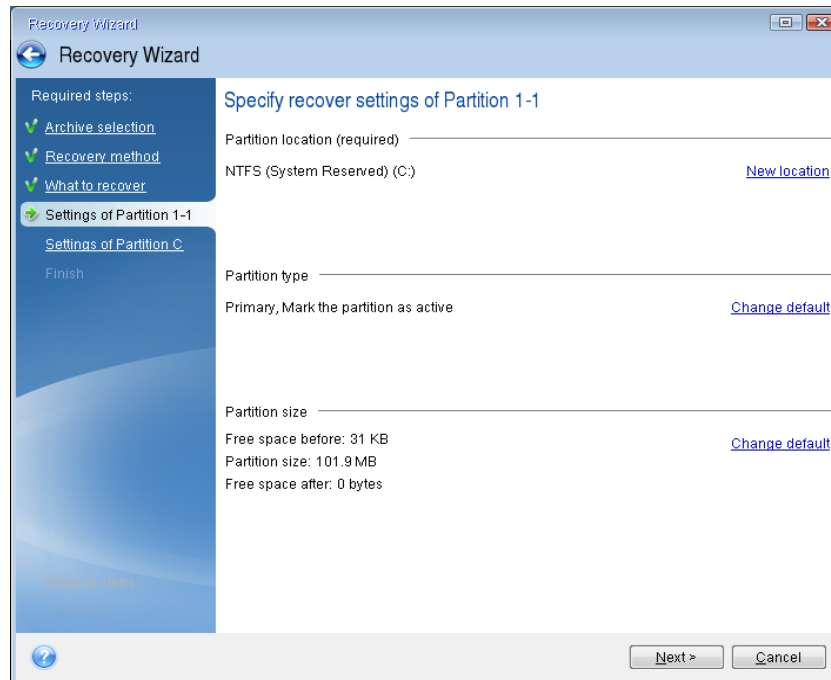 Recovery Wizard
Recovery Wizard
Required steps:
Archive selection
Recovery method
What to recover
Settings of Partition 1-1
Settings of Partition C
Finish
Specify recover settings of Partition 1-1
Partition location (required)
NTFS (System Reserved) (C:)
New location
Partition type
Primary, Mark the partition as active
Change default
Partition size
Free space before: 31 KB
Partition size: 101.9 MB
Free space after: 0 bytes
Change default
Next >
Cancel